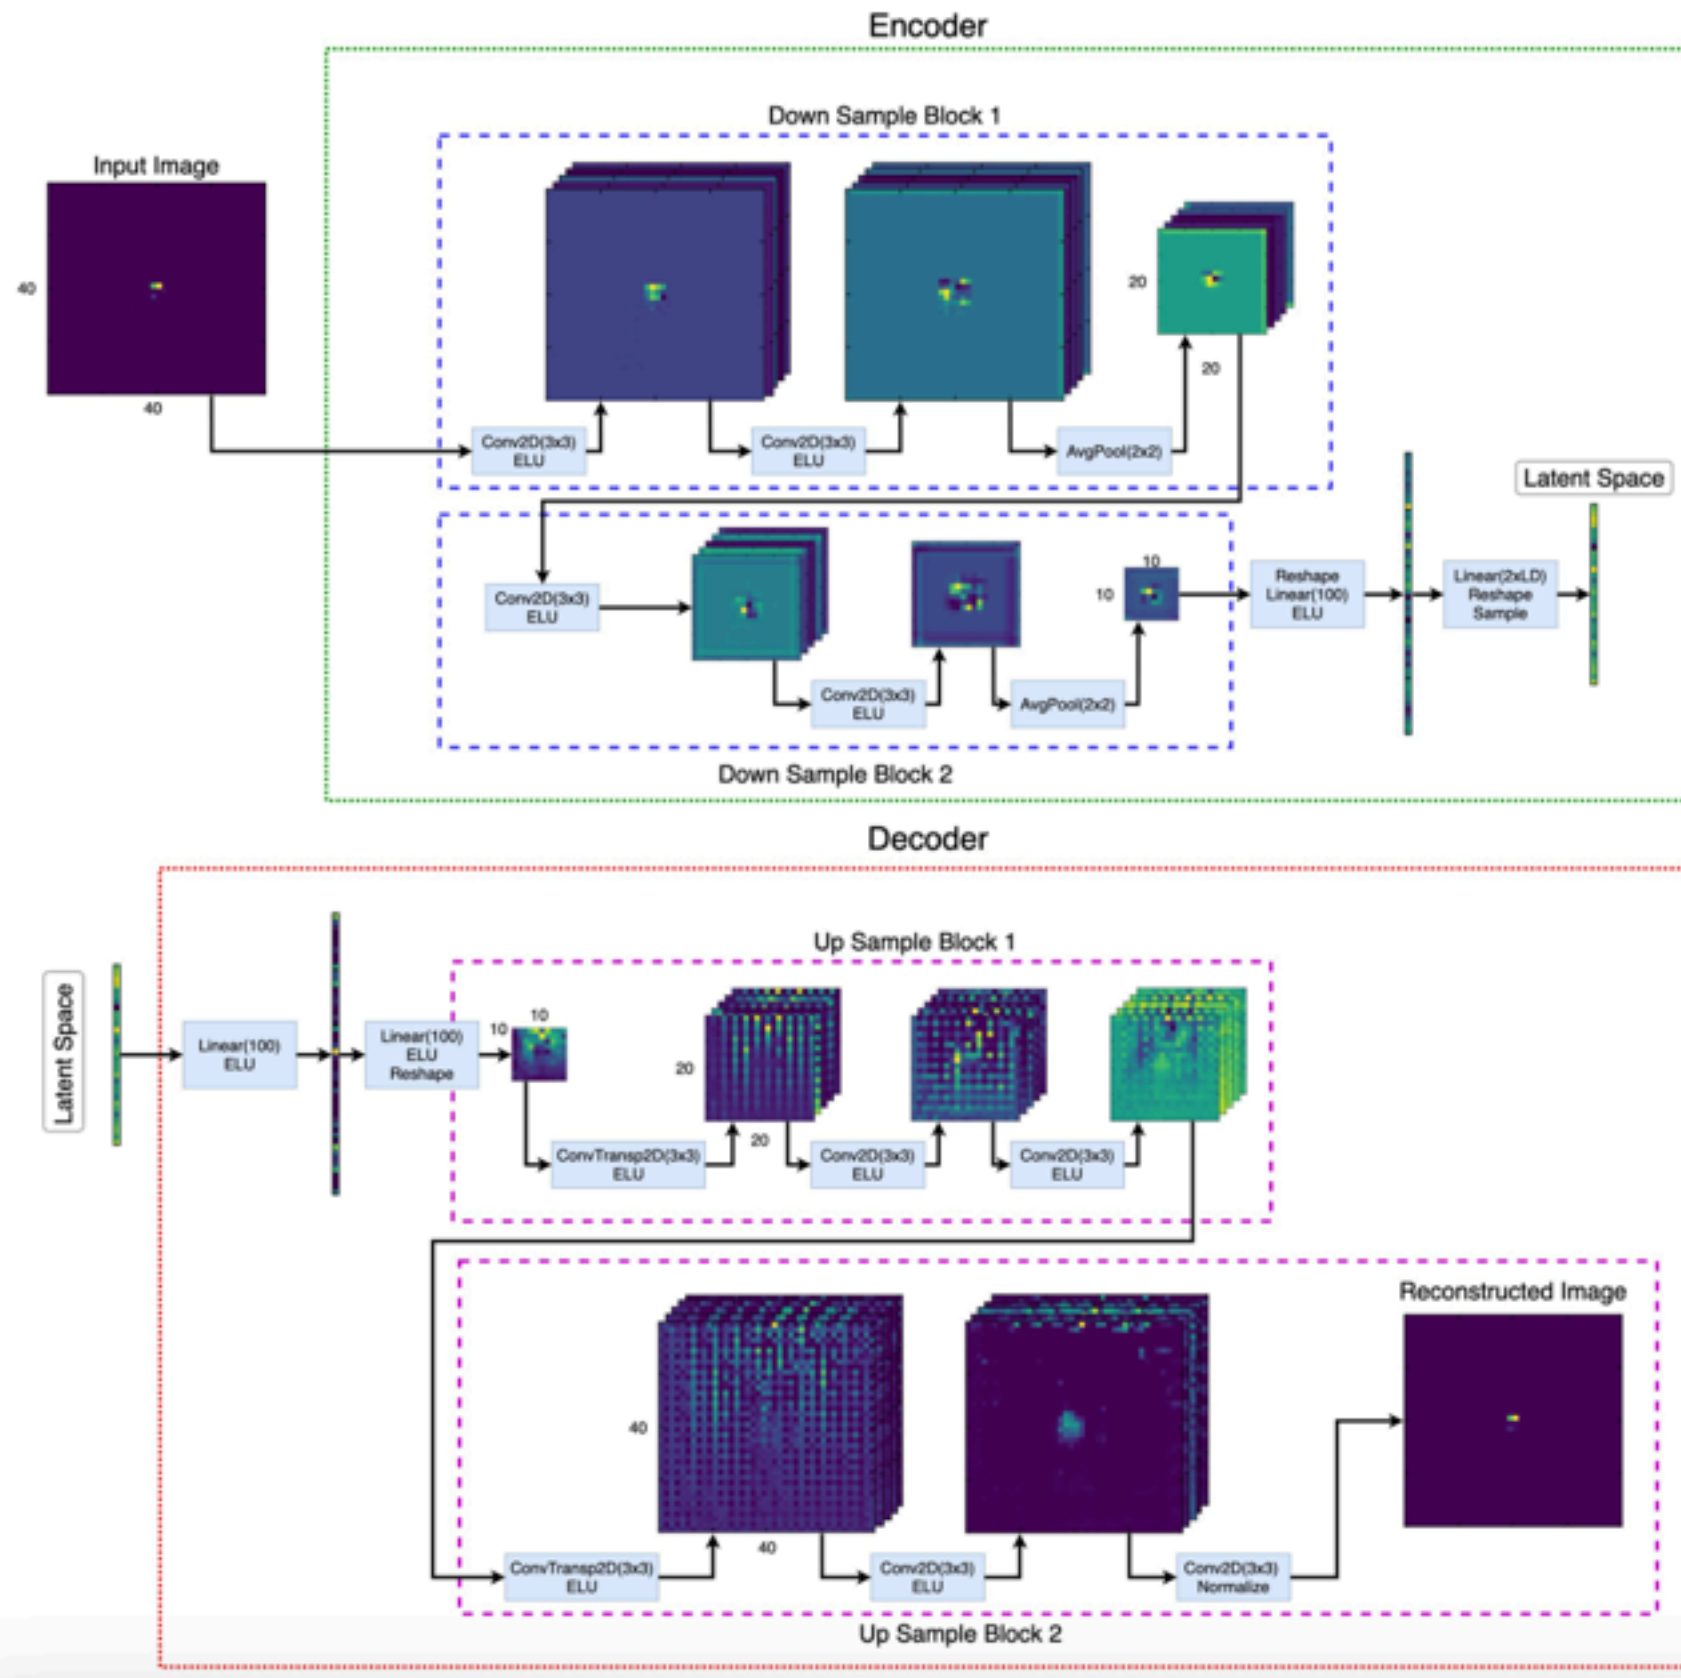 Encoder
Down Sample Block 1
Input Image
40
40
20
20
Conv2D(3x3)
ELU
Conv2D(3x3)
ELU
AvgPool(2x2)
Latent Space
Conv2D(3x3)
ELU
10
10
Conv2D(3x3)
ELU
AvgPool(2x2)
Reshape
Linear(100)
ELU
Linear(2xLD)
Reshape
Sample
Down Sample Block 2
Decoder
Up Sample Block 1
Latent Space
Linear(100)
ELU
Linear(100)
ELU
Reshape
10
10
20
20
ConvTransp2D(3x3)
ELU
Conv2D(3x3)
ELU
Conv2D(3x3)
ELU
Reconstructed Image
40
40
ConvTransp2D(3x3)
ELU
Conv2D(3x3)
ELU
Conv2D(3x3)
Normalize
Up Sample Block 2